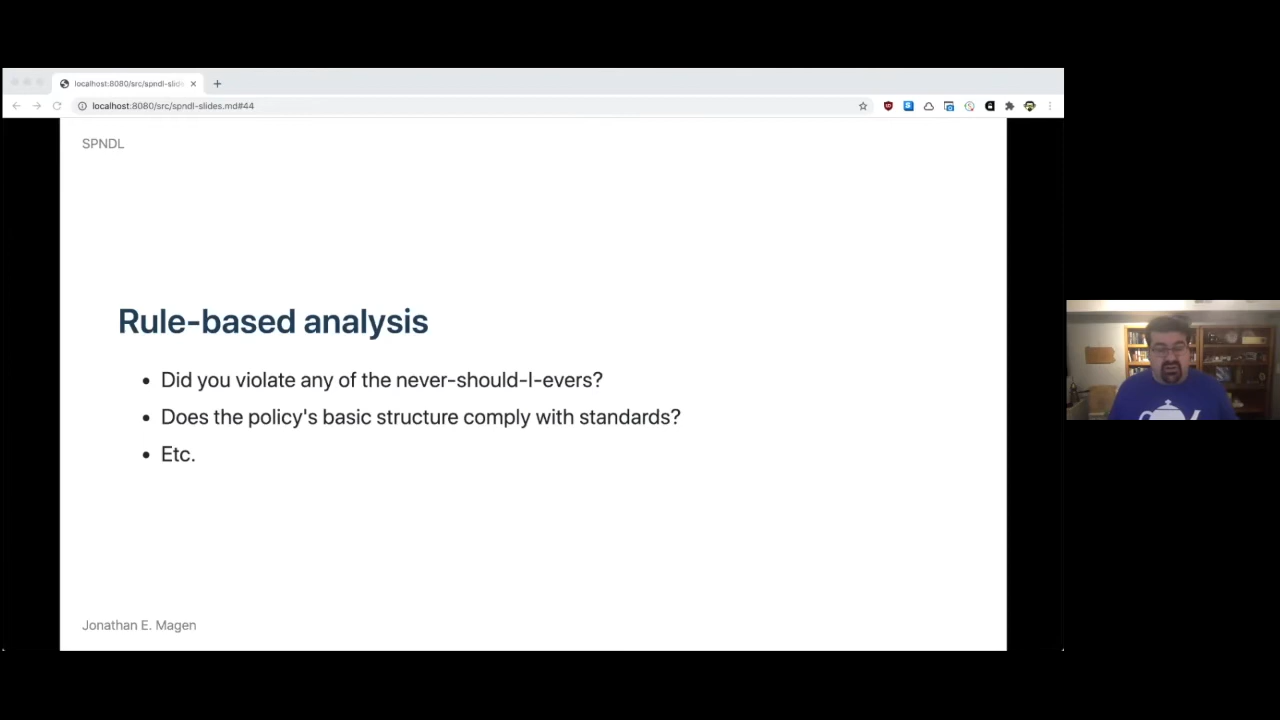 localhost:8080/src/spndl-slide
localhost:8080/src/spndl-slides.md#44
SPNDL
Rule-based analysis
• Did you violate any of the never-should-I-evers?
• Does the policy's basic structure comply with standards?
• Etc.
Jonathan E. Magen